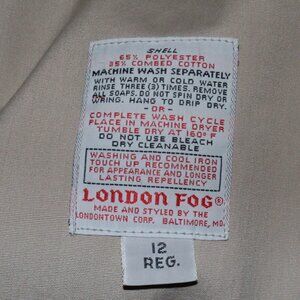 SHELL
65% POLYESTER
35% COMBED COTTON
MACHINE WASH SEPARATELY
WITH WARM OR COLD WATER
RINSE THREE (3) TIMES. REMOVE
ALL SOAPS. DO NOT SPIN DRY OR
WRING. HANG TO DRIP DRY.
-OR-
COMPLETE WASH CYCLE
PLACE IN MACHINE DRYER
TUMBLE DRY AT 160° F
DO NOT USE BLEACH
DRY CLEANABLE
WASHING AND COOL IRON
TOUCH UP RECOMMENDED
FOR APPEARANCE AND LONGER
LASTING REPELLENCY
LONDON FOG®
MADE AND STYLED BY THE
LONDONTOWN CORP. BALTIMORE, MD.
12
REG.